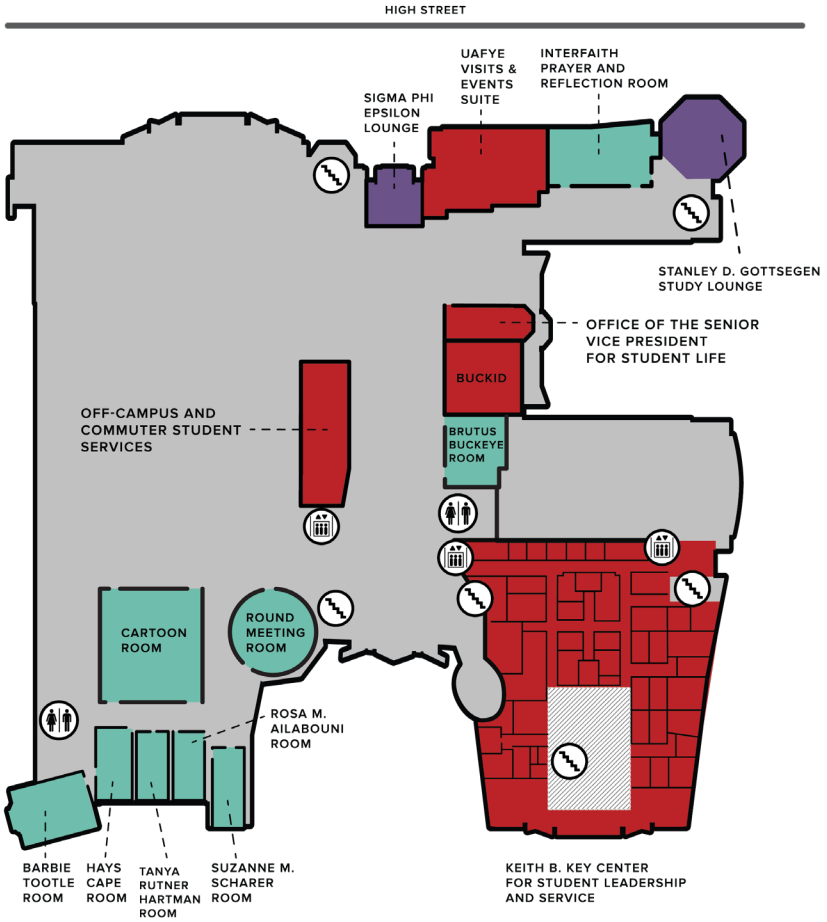 HIGH STREET
UAFYE
VISITS &
EVENTS
SUITE
INTERFAITH
PRAYER AND
REFLECTION ROOM
SIGMA PHI
EPSILON
LOUNGE
STANLEY D. GOTTSEGEN
STUDY LOUNGE
OFFICE OF THE SENIOR
VICE PRESIDENT
FOR STUDENT LIFE
BUCKID
OFF-CAMPUS AND
COMMUTER STUDENT
SERVICES
BRUTUS
BUCKEYE
ROOM
CARTOON
ROOM
ROUND
MEETING
ROOM
ROSA M.
AILABOUNI
ROOM
BARBIE
TOOTLE
ROOM
HAYS
CAPE
ROOM
TANYA
RUTNER
HARTMAN
ROOM
SUZANNE M.
SCHARER
ROOM
KEITH B. KEY CENTER
FOR STUDENT LEADERSHIP
AND SERVICE